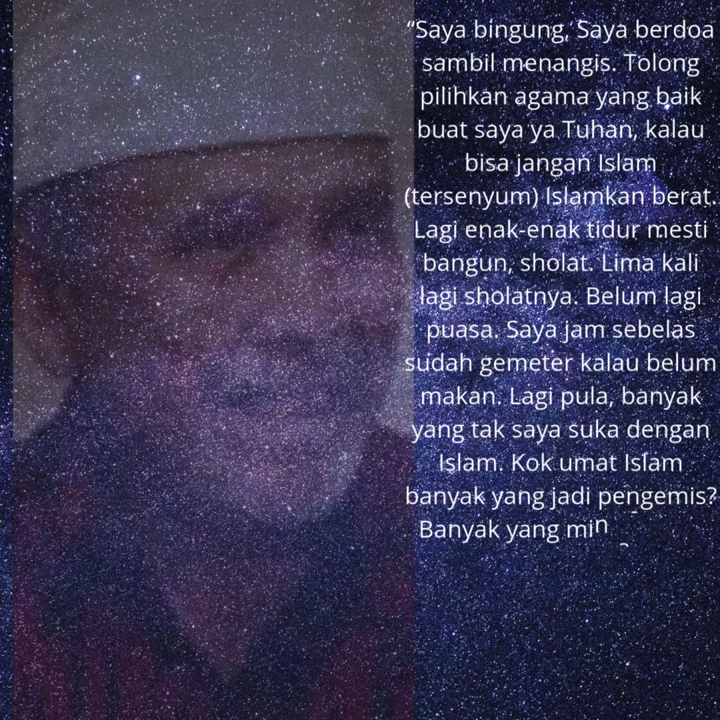 “Saya bingung, Saya berdoa
sambil menangis. Tolong
pilihkan agama yang baik
buat saya ya Tuhan, kalau
bisa jangan Islam
(tersenyum) Islamkan berat.
Lagi enak-enak tidur mesti
bangun, sholat. Lima kali
lagi sholatnya. Belum lagi
puasa. Saya jam sebelas
sudah gemeter kalau belum
makan. Lagi pula, banyak
yang tak saya suka dengan
Islam. Kok umat Islam
banyak yang jadi pengemis?
Banyak yang min